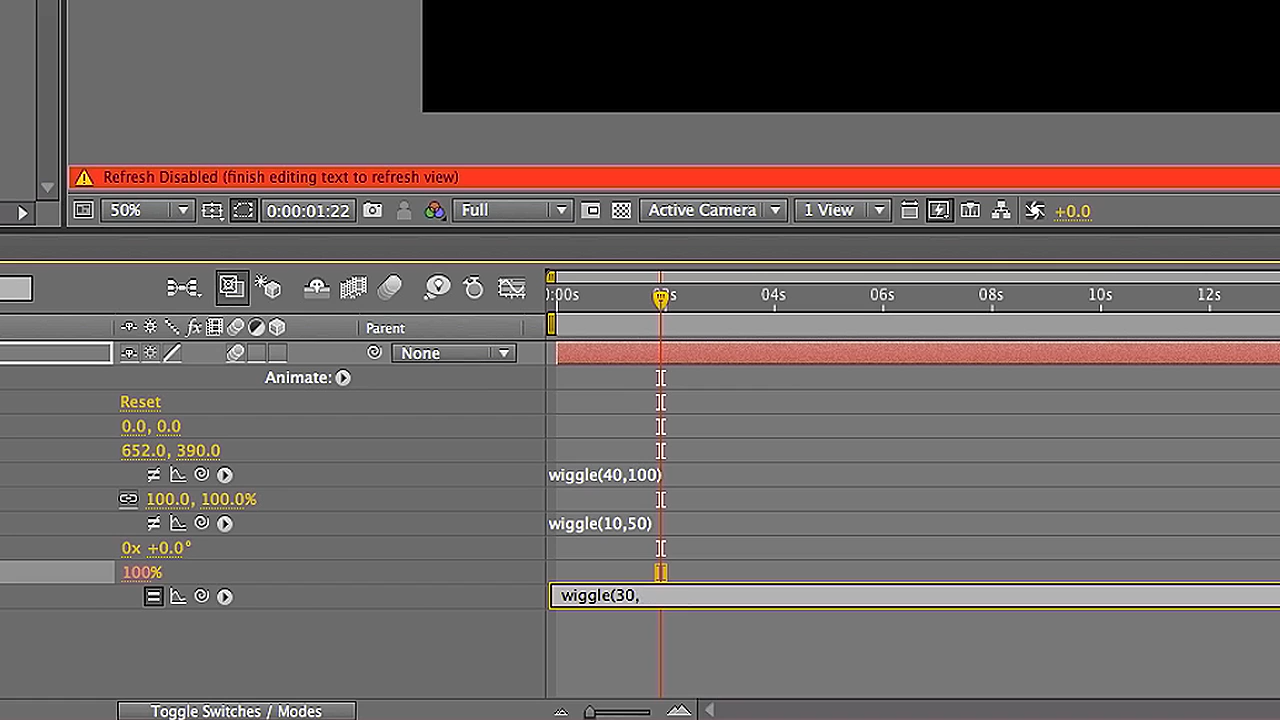 Refresh Disabled (finish editing text to refresh view)
50% 0:00:01:22 Full Active Camera 1 View +0.0
:00s 04s 06s 08s 10s 12s
fx Parent
None
Animate:
Reset
0.0, 0.0
652.0, 390.0
wiggle(40,100)
100.0, 100.0%
wiggle(10,50)
0x +0.0°
100%
wiggle(30,
Toggle Switches / Modes